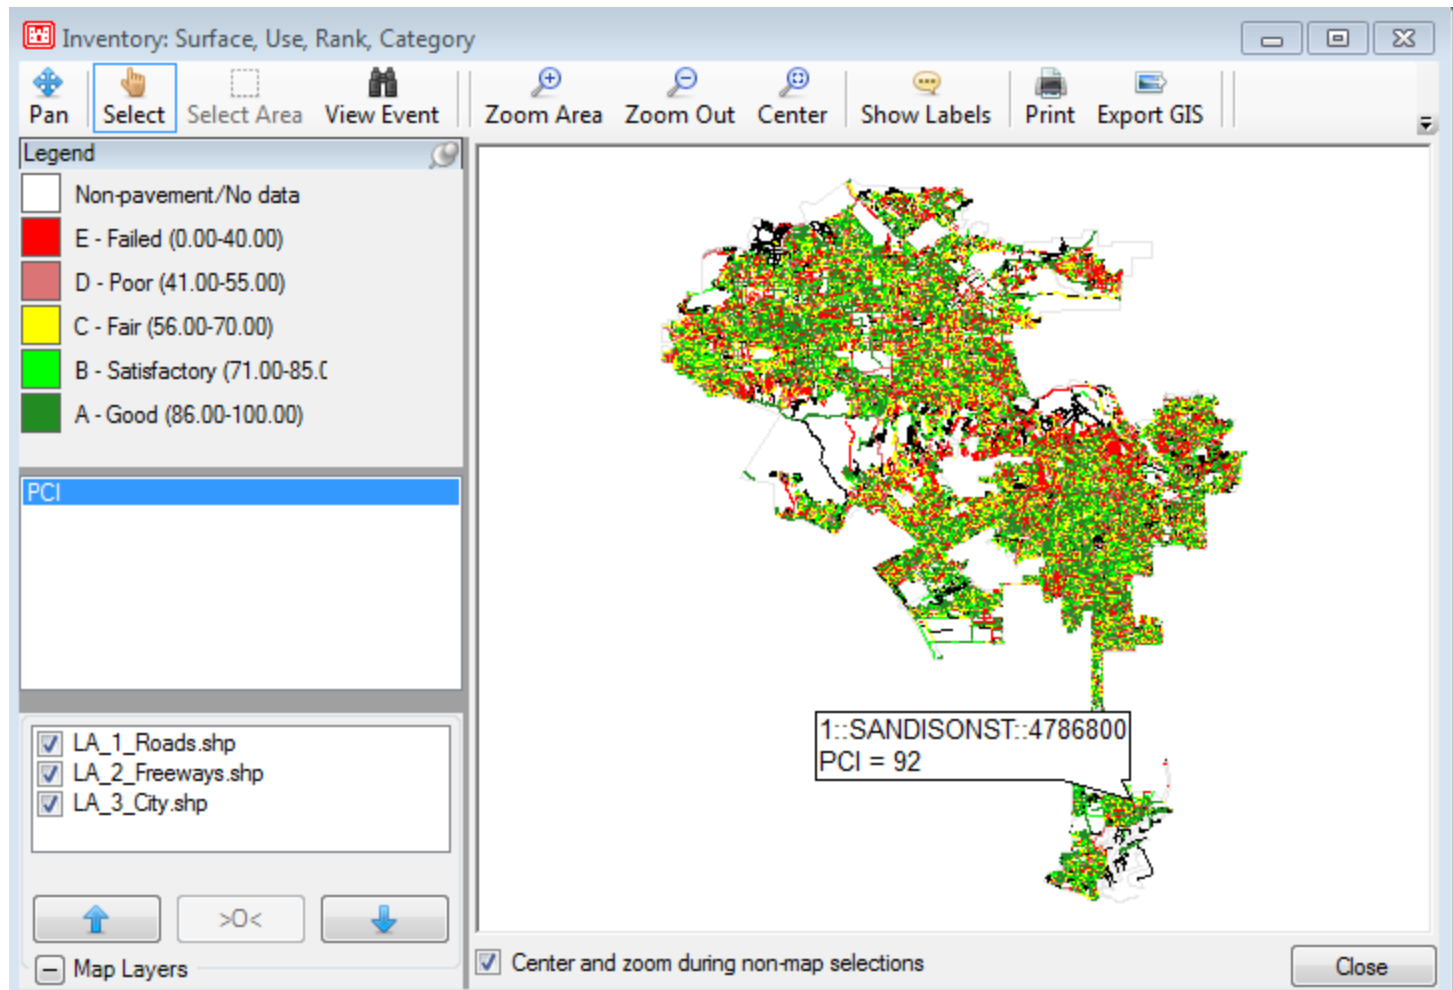 Inventory: Surface, Use, Rank, Category
Pan Select Select Area View Event Zoom Area Zoom Out Center Show Labels Print Export GIS
Legend
Non-pavement/No data
E - Failed (0.00-40.00)
D - Poor (41.00-55.00)
C - Fair (56.00-70.00)
B - Satisfactory (71.00-85.0
A - Good (86.00-100.00)
PCI
1::SANDISONST::4786800
PCI = 92
LA_1_Roads.shp
LA_2_Freeways.shp
LA_3_City.shp
>0<
Map Layers
Center and zoom during non-map selections
Close